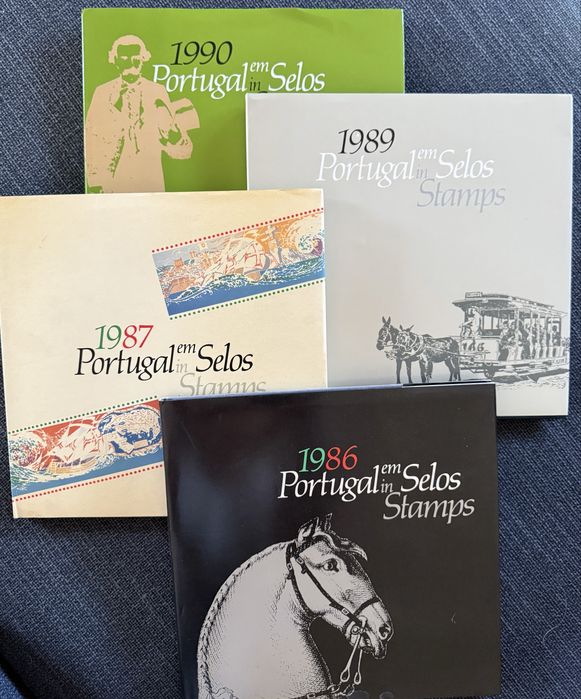 1990
Portugal em in Selos
1989
Portugal em in Selos
Stamps
1987
Portugal em in Selos
Stamps
1986
Portugal em in Selos
Stamps